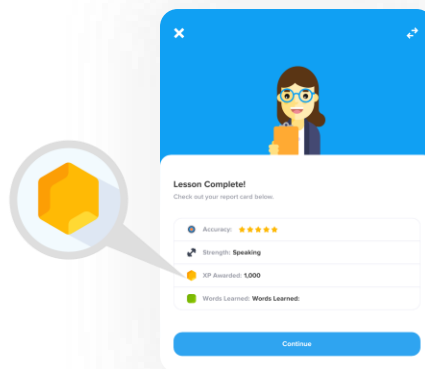 Lesson Complete!
Check out your report card below.
Accuracy:
Strength: Speaking
XP Awarded: 1,000
Words Learned: Words Learned:
Continue